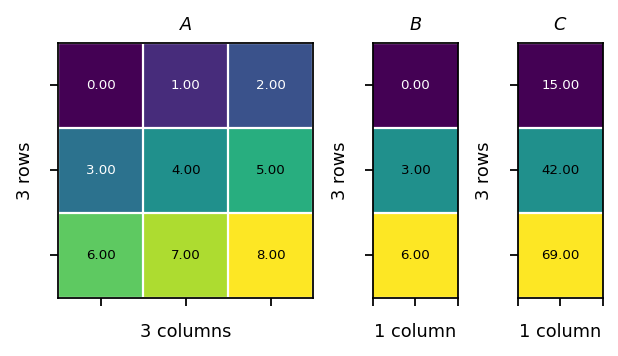 A B C
0.00 1.00 2.00 0.00 15.00
3 rows 3.00 4.00 5.00 3 rows 3.00 3 rows 42.00
6.00 7.00 8.00 6.00 69.00
3 columns 1 column 1 column